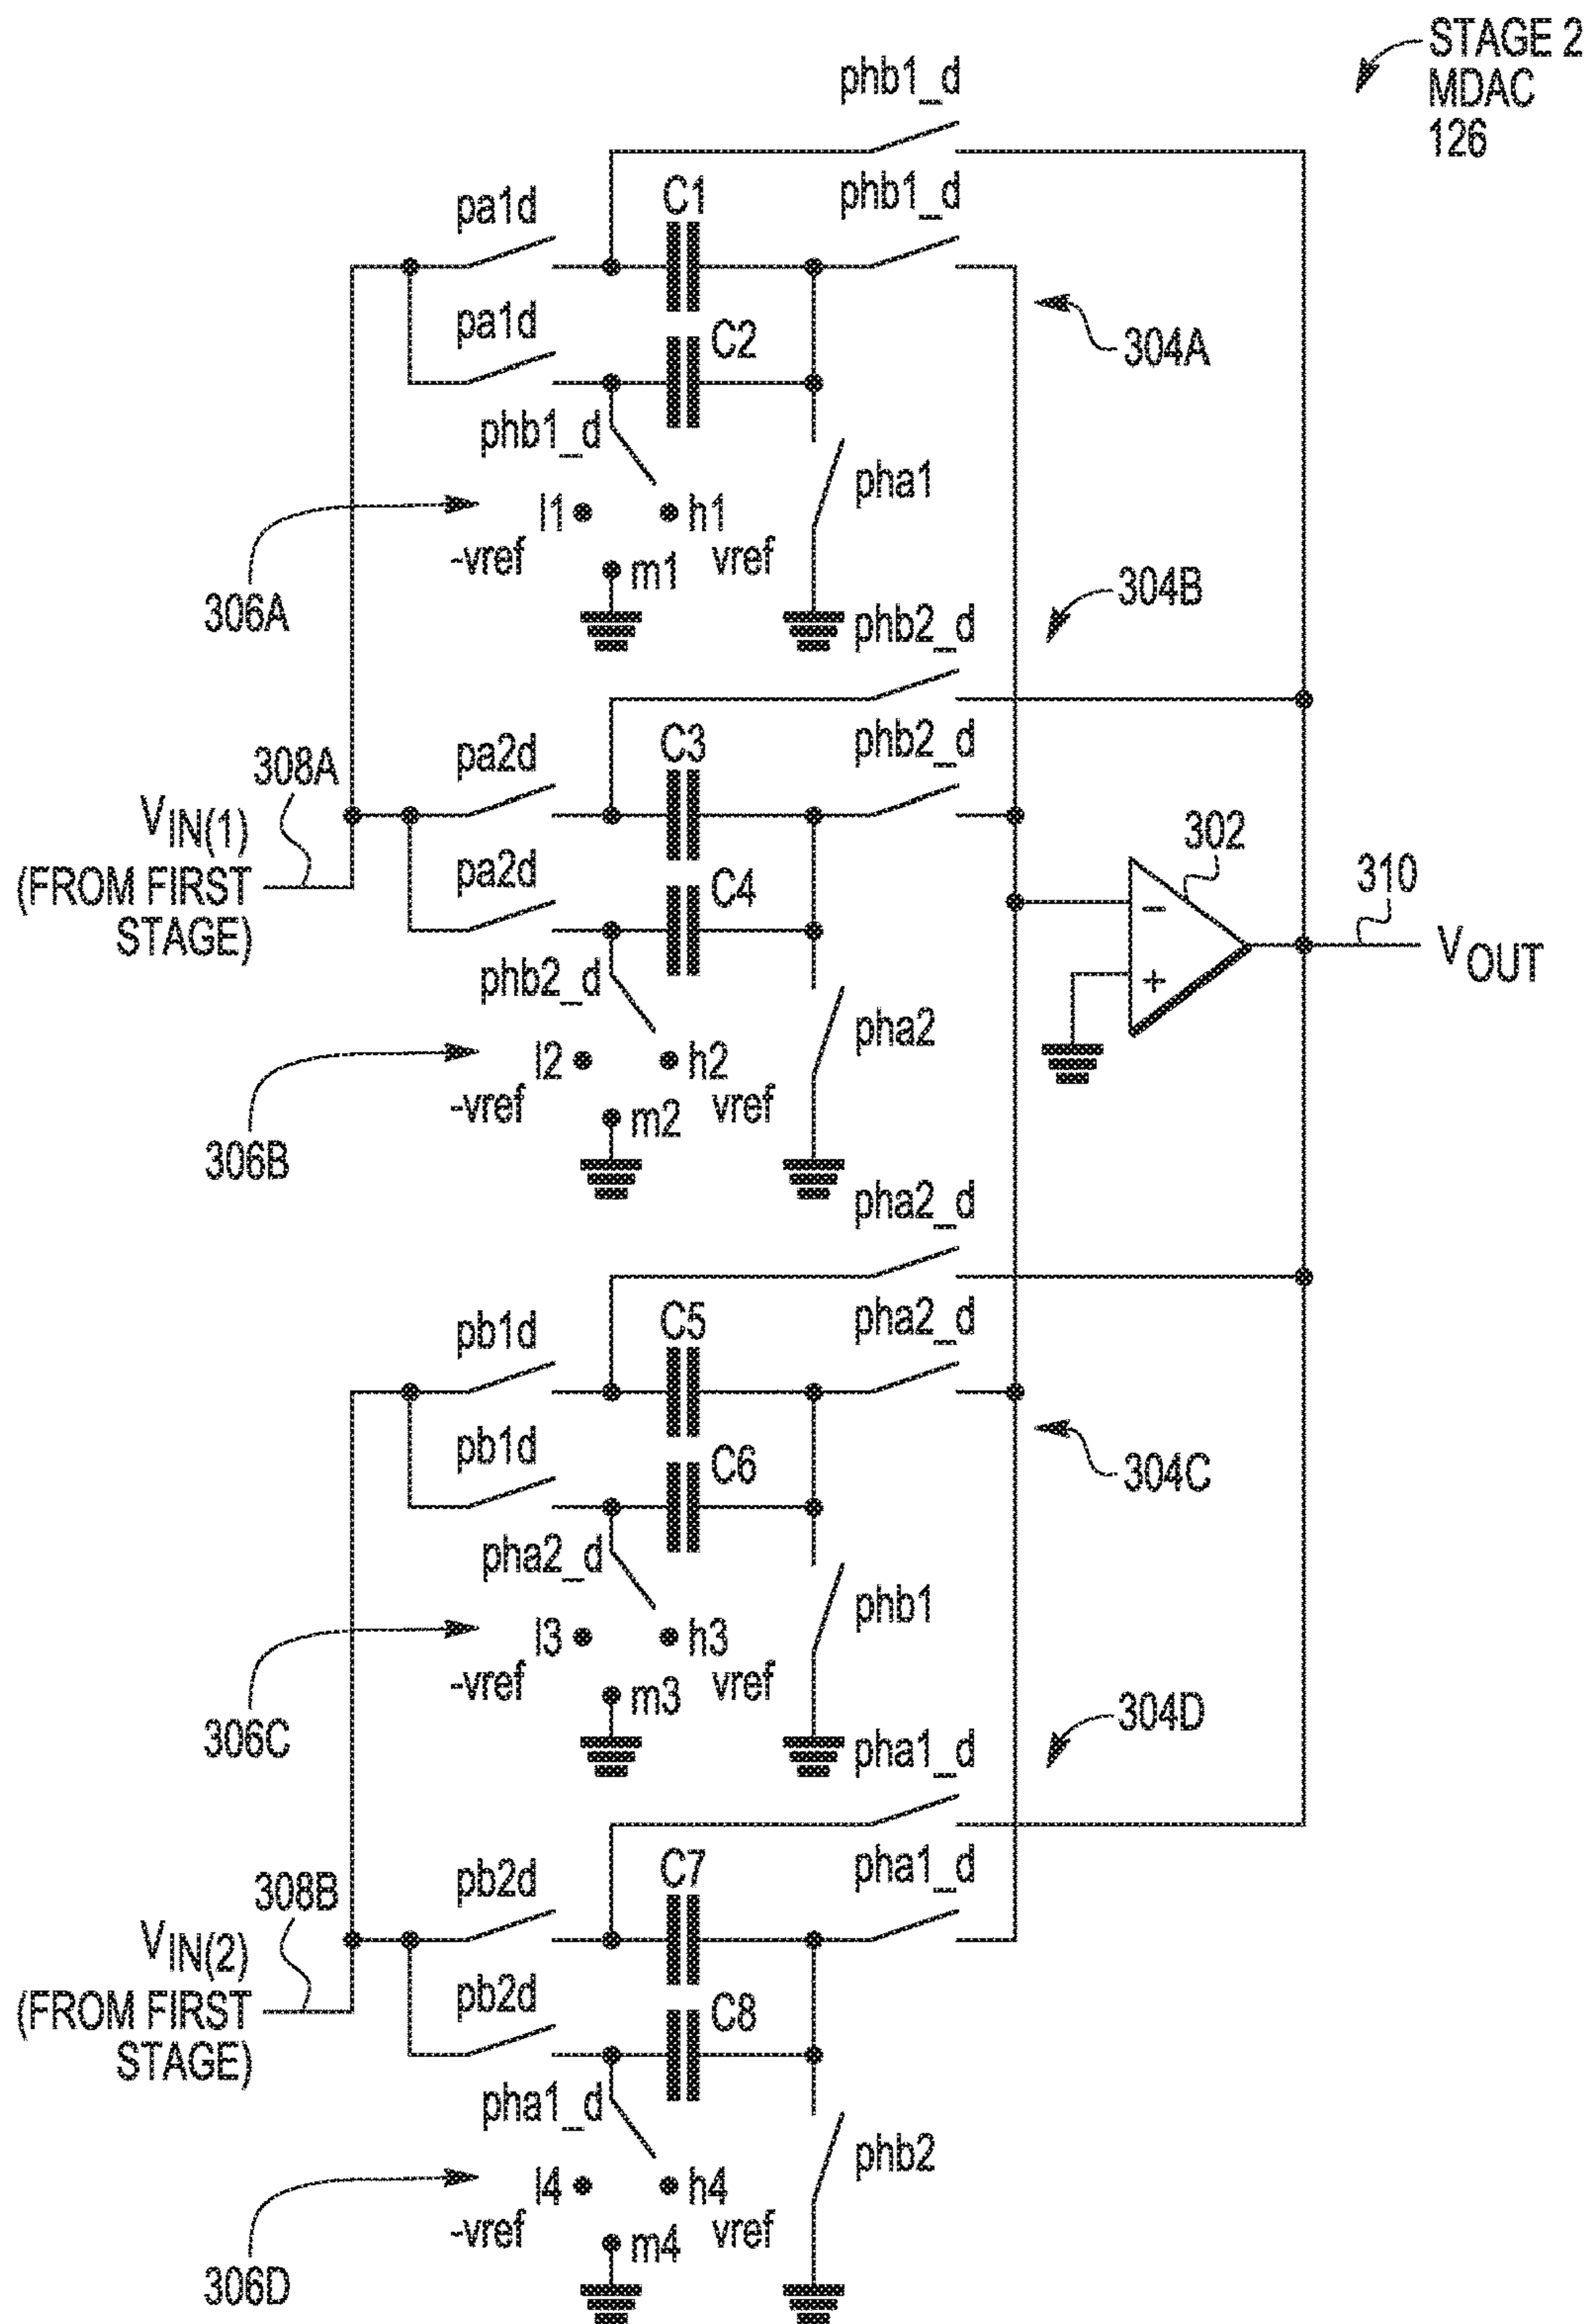 STAGE 2
MDAC
126
phb1_d
phb1_d
pa1d
C1
pa1d
C2
304A
phb1_d
pha1
l1
h1
-vref
vref
m1
306A
304B
phb2_d
phb2_d
pa2d
C3
308A
VIN(1)
(FROM FIRST
STAGE)
pa2d
C4
302
-
+
310
VOUT
phb2_d
pha2
l2
h2
-vref
vref
m2
306B
pha2_d
pha2_d
pb1d
C5
pb1d
C6
304C
pha2_d
phb1
l3
h3
-vref
vref
m3
306C
304D
pha1_d
pha1_d
pb2d
C7
308B
VIN(2)
(FROM FIRST
STAGE)
pb2d
C8
pha1_d
phb2
l4
h4
-vref
vref
m4
306D